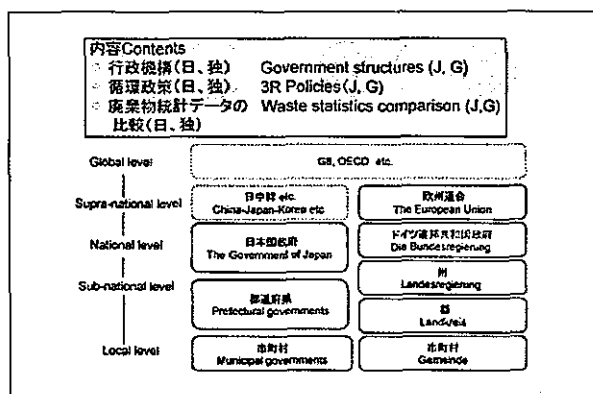 内容Contents
行政機構(日、独) Government structures (J, G)
循環政策(日、独) 3R Policies (J, G)
廃棄物統計データの Waste statistics comparison (J,G)
比較(日、独)
Global level
G8, OECD etc.
Supra-national level
日中韓 etc.
China-Japan-Korea etc
欧州連合
The European Union
National level
日本国政府
The Government of Japan
ドイツ連邦共和国政府
Die Bundesregierung
Sub-national level
州
Landesregierung
都道府県
Prefectural governments
郡
Landkreis
Local level
市町村
Municipal governments
市町村
Gemeinde